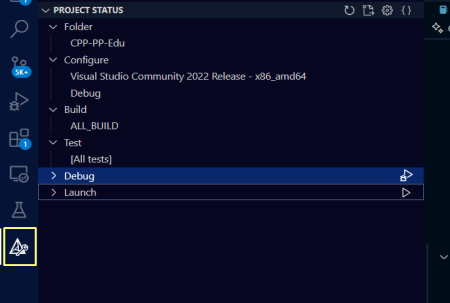 PROJECT STATUS
Folder
CPP-PP-Edu
Configure
5K+
Visual Studio Community 2022 Release - x86_amd64
Debug
Build
ALL_BUILD
1
Test
[All tests]
Debug
Launch